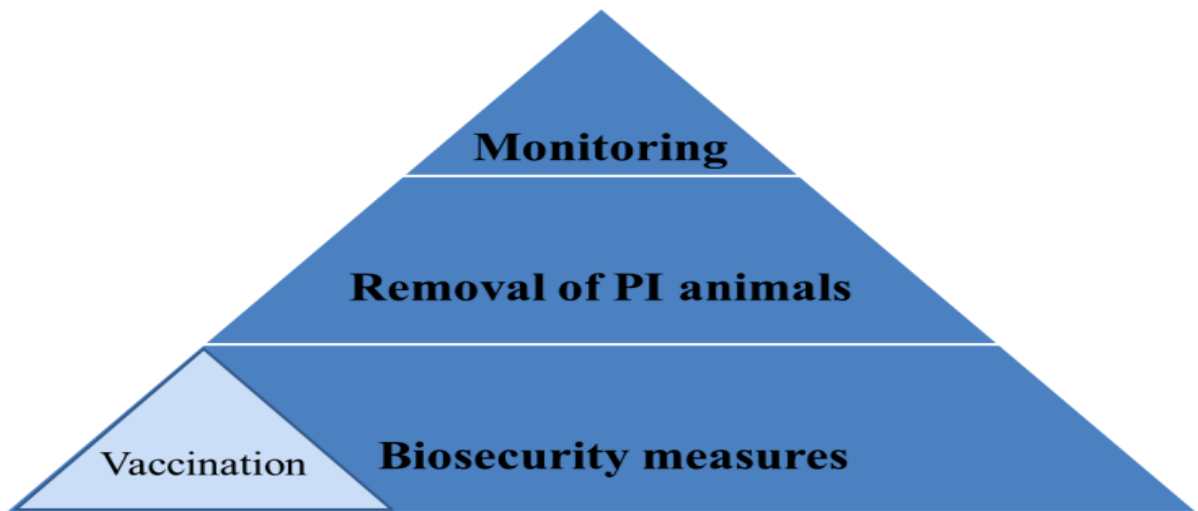 Monitoring
Removal of PI animals
Vaccination
Biosecurity measures